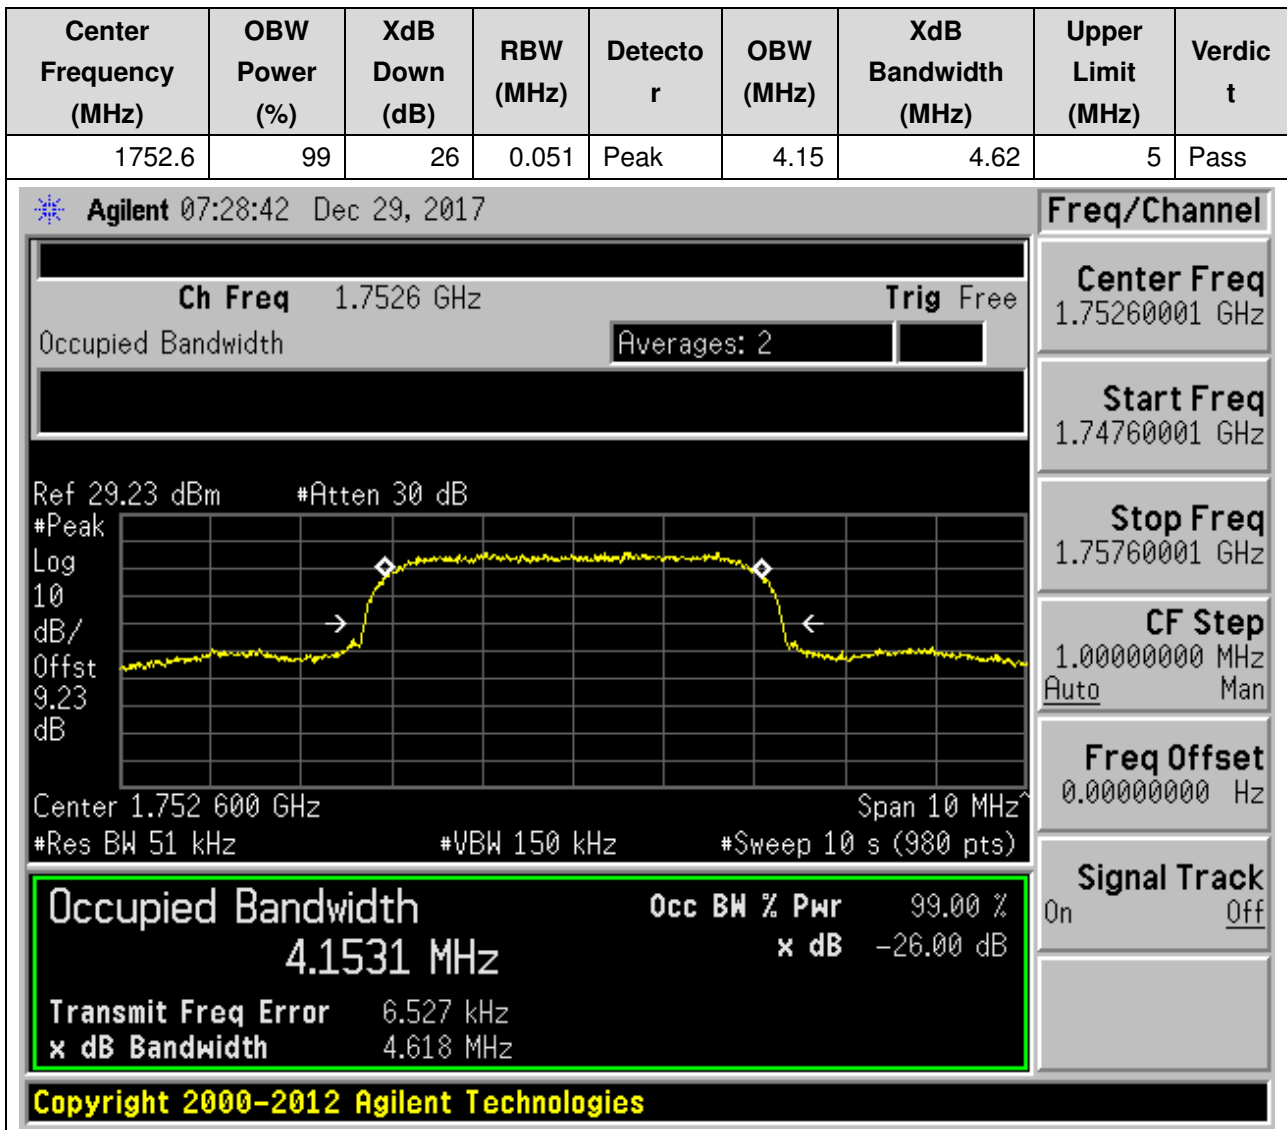 Center Frequency (MHz) OBW Power (%) XdB Down (dB) RBW (MHz) Detecto r OBW (MHz) XdB Bandwidth (MHz) Upper Limit (MHz) Verdic t
1752.6 99 26 0.051 Peak 4.15 4.62 5 Pass
Agilent 07:28:42 Dec 29, 2017
Freq/Channel
Ch Freq 1.7526 GHz Trig Free
Occupied Bandwidth Averages: 2
Ref 29.23 dBm #Atten 30 dB
#Peak
Log
10
dB/
Offst
9.23
dB
Center 1.752 600 GHz Span 10 MHz^
#Res BW 51 kHz #VBW 150 kHz #Sweep 10 s (980 pts)
Occupied Bandwidth Occ BW % Pwr 99.00 %
4.1531 MHz x dB -26.00 dB
Transmit Freq Error 6.527 kHz
x dB Bandwidth 4.618 MHz
Center Freq
1.75260001 GHz
Start Freq
1.74760001 GHz
Stop Freq
1.75760001 GHz
CF Step
1.00000000 MHz
Auto Man
Freq Offset
0.00000000 Hz
Signal Track
On Off
Copyright 2000-2012 Agilent Technologies